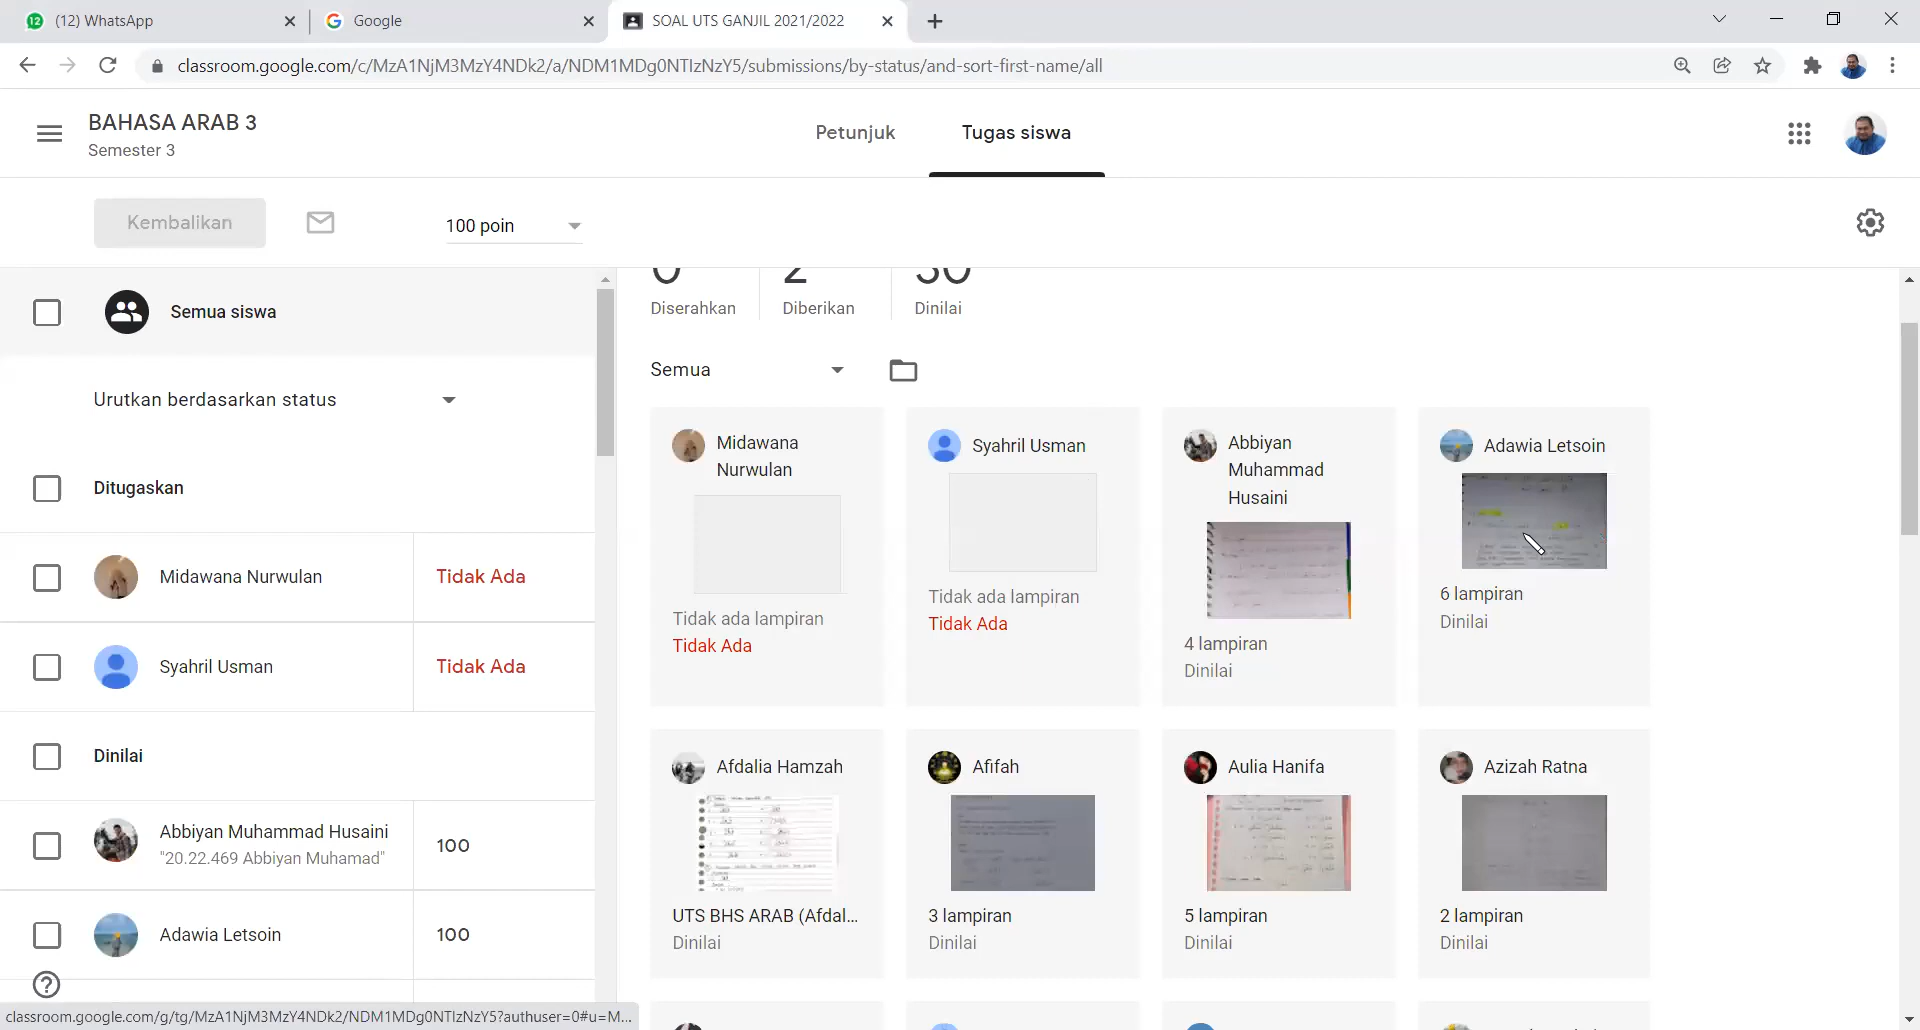 (12) WhatsApp
Google
SOAL UTS GANJIL 2021/2022
classroom.google.com/c/MzA1NjM3MzY4NDk2/a/NDM1MDg0NTIzNzY5/submissions/by-status/and-sort-first-name/all
BAHASA ARAB 3
Semester 3
Petunjuk
Tugas siswa
Kembalikan
100 poin
Semua siswa
Urutkan berdasarkan status
Ditugaskan
Midawana Nurwulan
Tidak Ada
Syahril Usman
Tidak Ada
Dinilai
Abbiyan Muhammad Husaini
"20.22.469 Abbiyan Muhamad"
100
Adawia Letsoin
100
Diserahkan
2
Diberikan
30
Dinilai
Semua
Midawana
Nurwulan
Tidak ada lampiran
Tidak Ada
Syahril Usman
Tidak ada lampiran
Tidak Ada
Abbiyan
Muhammad
Husaini
4 lampiran
Dinilai
Adawia Letsoin
6 lampiran
Dinilai
Afdalia Hamzah
UTS BHS ARAB (Afdal...
Dinilai
Afifah
3 lampiran
Dinilai
Aulia Hanifa
5 lampiran
Dinilai
Azizah Ratna
2 lampiran
Dinilai
classroom.google.com/g/tg/MzA1NjM3MzY4NDk2/NDM1MDg0NTIzNzY5?authuser=0#u=M...